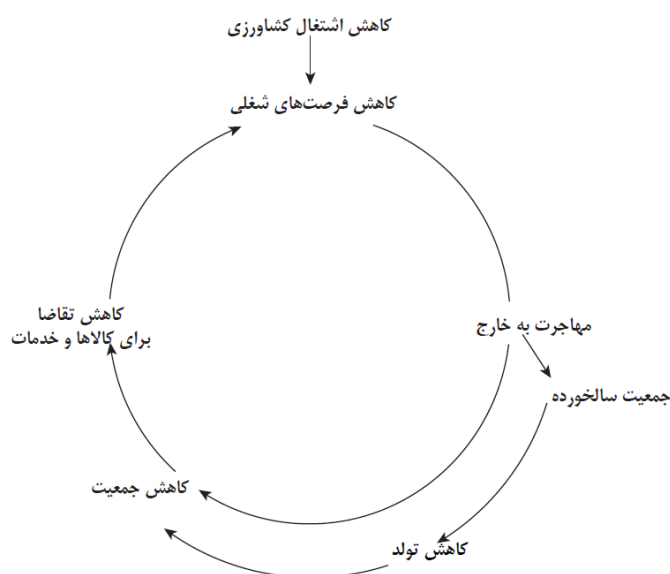 کاهش اشتغال کشاورزی
کاهش فرصت‌های شغلی
مهاجرت به خارج
جمعیت سالخورده
کاهش تولد
کاهش جمعیت
کاهش تقاضا
برای کالاها و خدمات